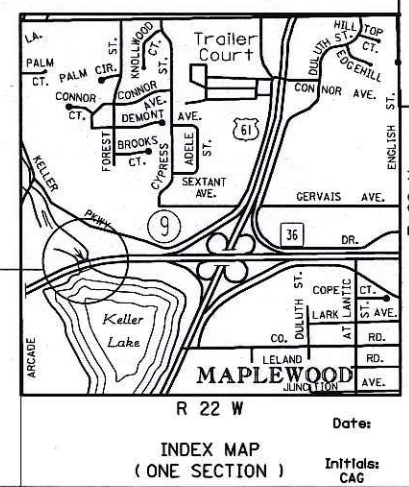 LA.
PALM
CT.
PALM CIR.
ST.
KNOLLWOOD
CT.
ST.
Trailer
Court
DULUTH ST.
HILL TOP
CT.
EDGEHILL
CONNOR
CT.
CONNOR
AVE.
CONNOR AVE.
DEMONT AVE.
61
FOREST
BROOKS
CT.
CYPRESS
ADELE
ST.
ENGLISH ST.
SEXTANT
AVE.
KELLER
PKWY
GERVAIS AVE.
9
36
DR.
Keller
Lake
DULUTH ST.
COPE
CT.
LARK
AVE.
ATLANTIC
ST.
CO.
RD.
LELAND
RD.
ARCADE
MAPLEWOOD
JUNCTION
AVE.
R 22 W
Date:
INDEX MAP
( ONE SECTION )
Initials:
CAG